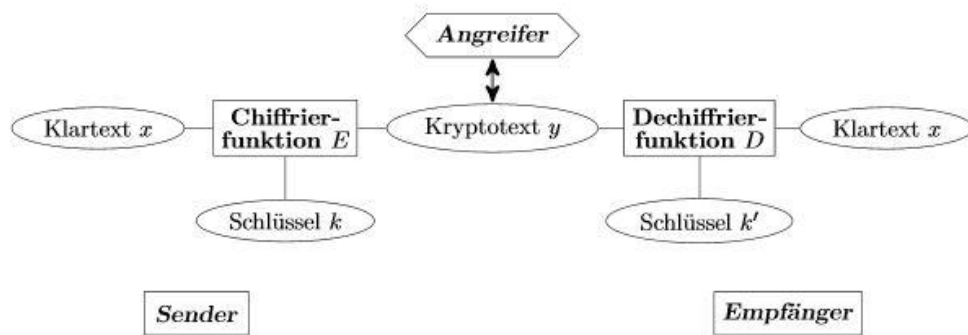 Angreifer
Klartext x
Chiffrier-
funktion E
Kryptotext y
Dechiffrier-
funktion D
Klartext x
Schlüssel k
Schlüssel k′
Sender
Empfänger